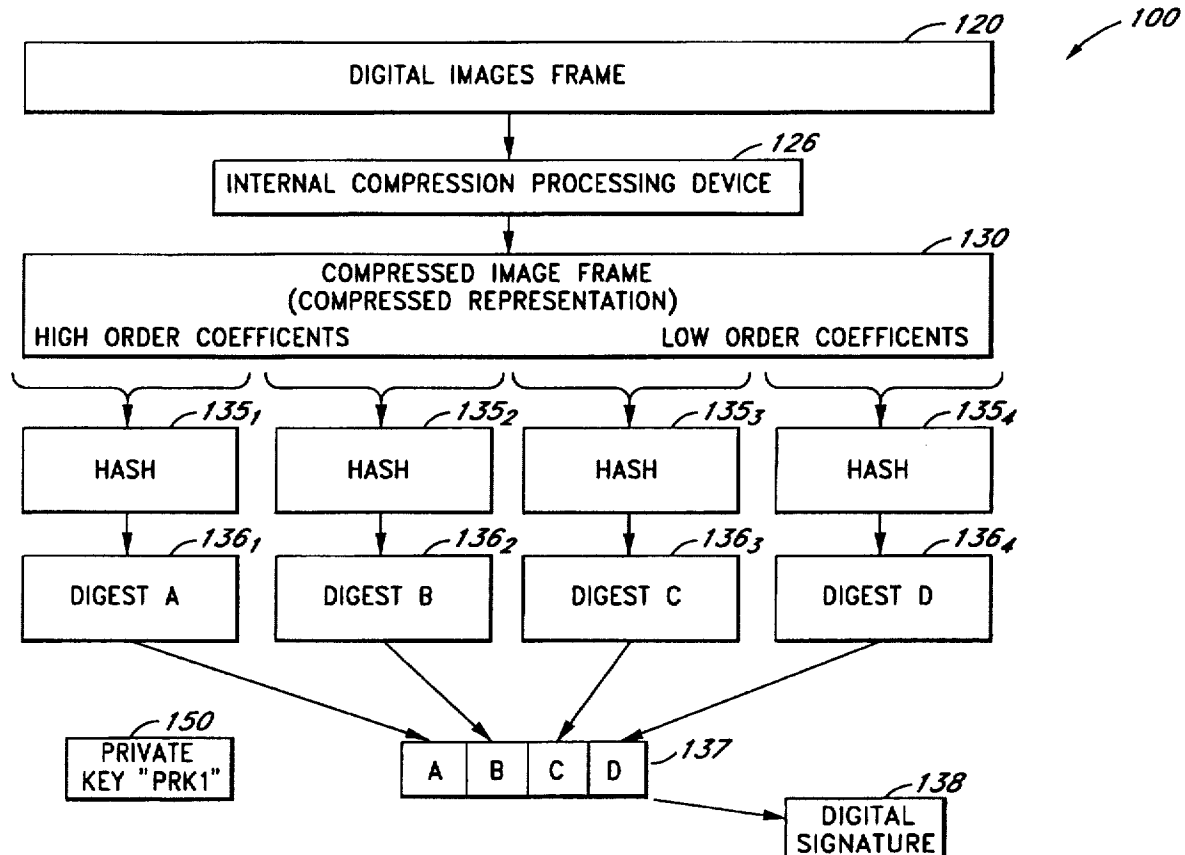 100
120
DIGITAL IMAGES FRAME
126
INTERNAL COMPRESSION PROCESSING DEVICE
130
COMPRESSED IMAGE FRAME
(COMPRESSED REPRESENTATION)
HIGH ORDER COEFFICENTS LOW ORDER COEFFICENTS
135₁ 135₂ 135₃ 135₄
HASH HASH HASH HASH
136₁ 136₂ 136₃ 136₄
DIGEST A DIGEST B DIGEST C DIGEST D
150
PRIVATE
KEY "PRK1"
A B C D 137
138
DIGITAL
SIGNATURE